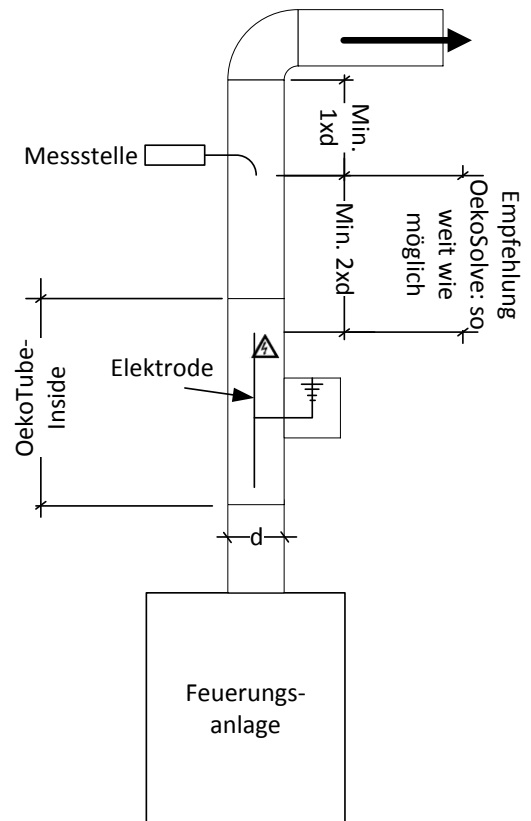 Min.
1xd
Messstelle
Min. 2xd
Empfehlung
OekoSolve: so
weit wie
möglich
OekoTube-
Inside
Elektrode
d
Feuerungs-
anlage